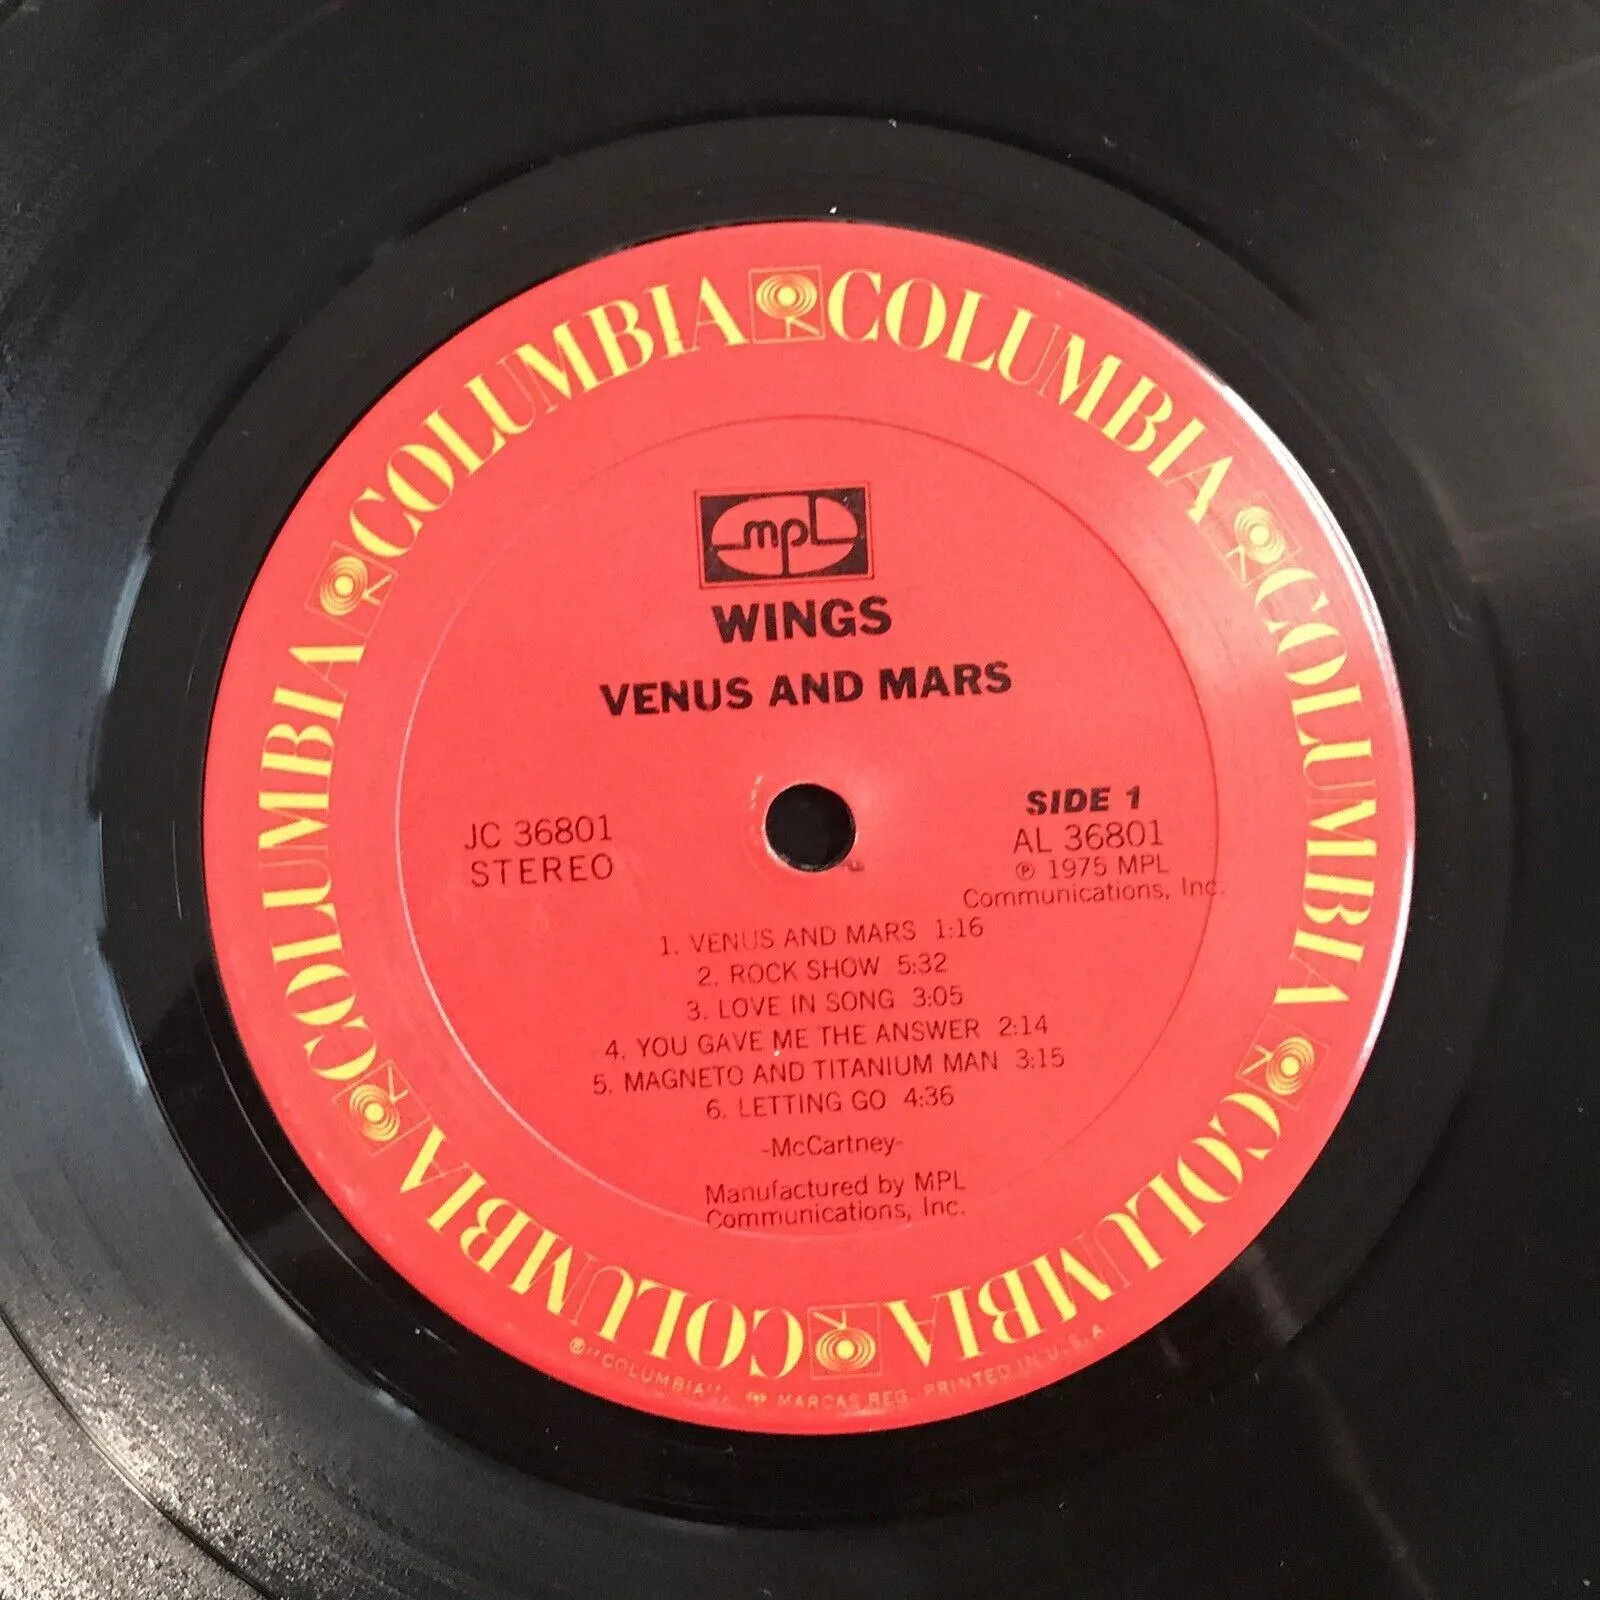 COLUMBIA COLUMBIA COLUMBIA COLUMBIA COLUMBIA COLUMBIA
mpl
WINGS
VENUS AND MARS
JC 36801
STEREO
SIDE 1
AL 36801
℗ 1975 MPL
Communications, Inc.
1. VENUS AND MARS 1:16
2. ROCK SHOW 5:32
3. LOVE IN SONG 3:05
4. YOU GAVE ME THE ANSWER 2:14
5. MAGNETO AND TITANIUM MAN 3:15
6. LETTING GO 4:36
-McCartney-
Manufactured by MPL
Communications, Inc.
®"COLUMBIA", MARCAS REG. PRINTED IN U.S.A.